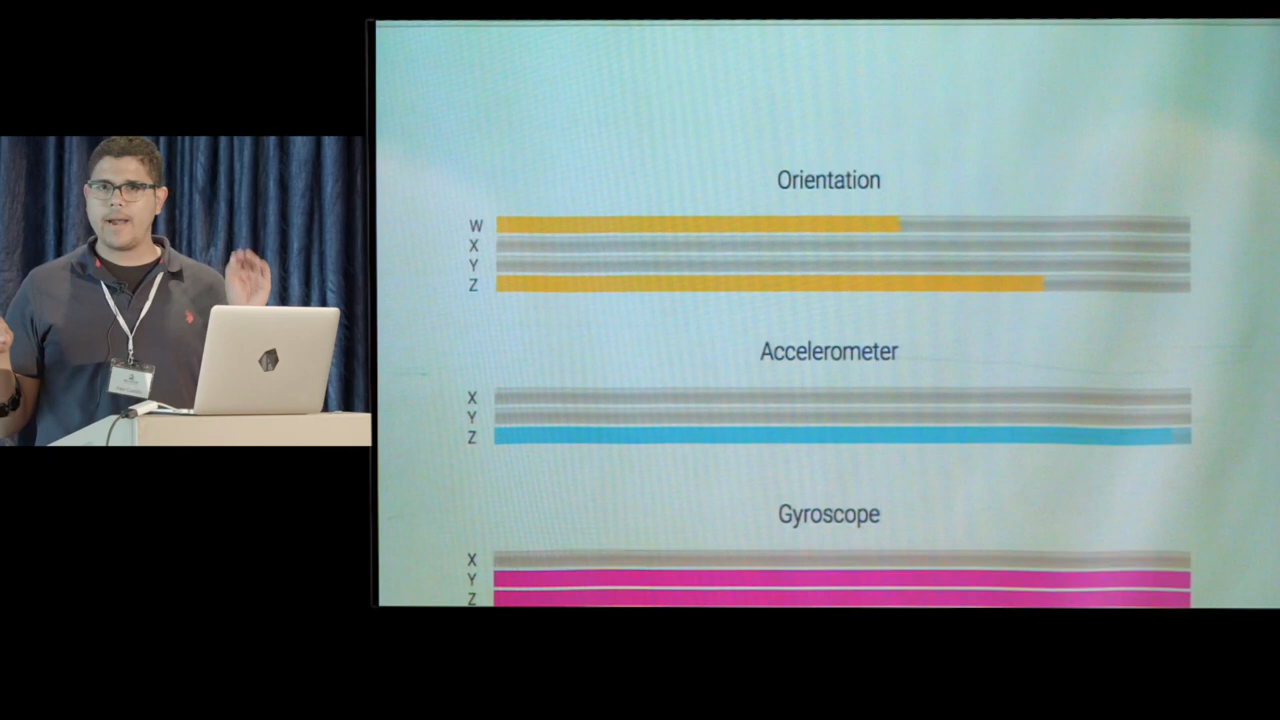 Orientation
W
X
Y
Z
Accelerometer
X
Y
Z
Gyroscope
X
Y
Z